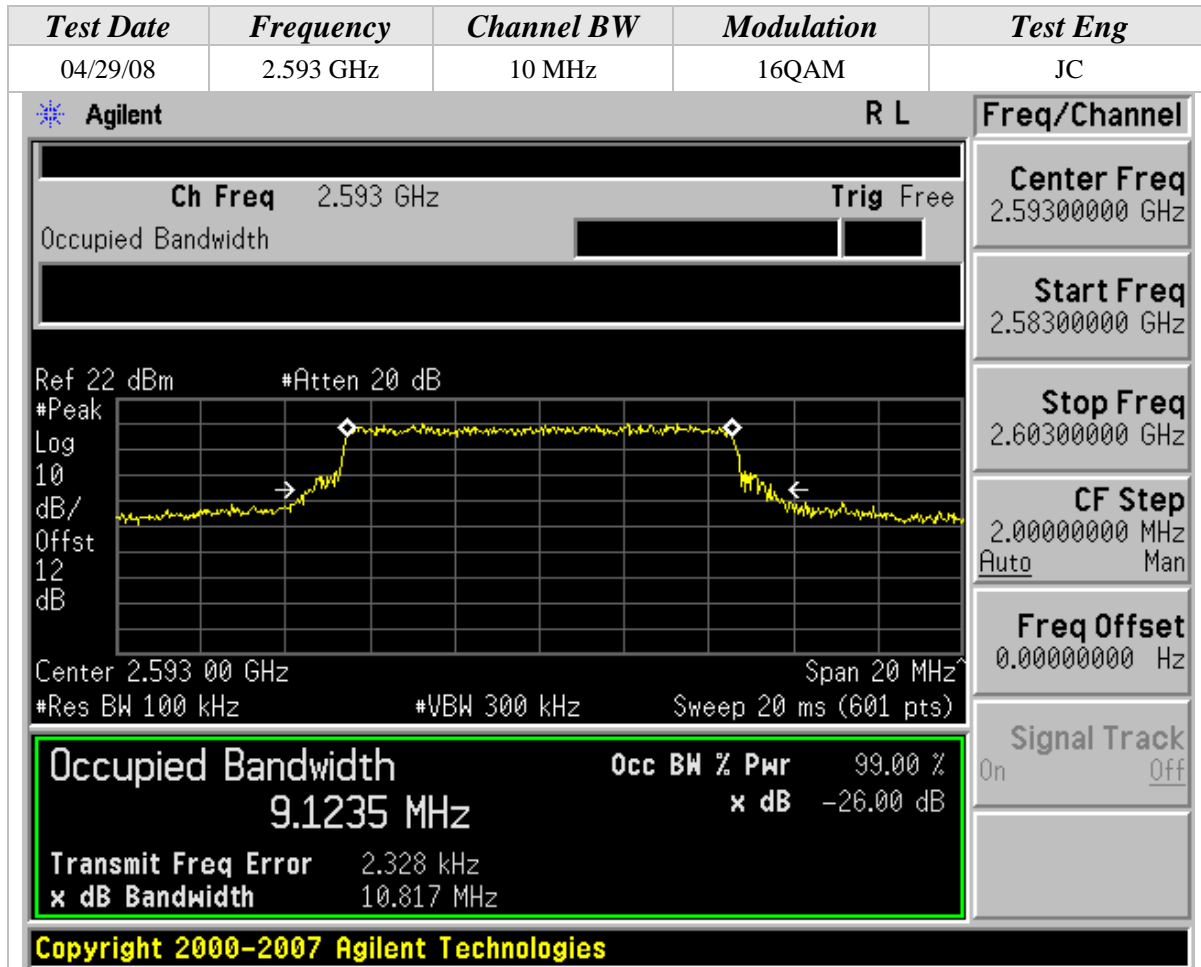 Test Date Frequency Channel BW Modulation Test Eng
04/29/08 2.593 GHz 10 MHz 16QAM JC
Agilent R L Freq/Channel
Ch Freq 2.593 GHz Trig Free
Occupied Bandwidth
Center Freq
2.59300000 GHz
Start Freq
2.58300000 GHz
Stop Freq
2.60300000 GHz
CF Step
2.00000000 MHz
Auto Man
Freq Offset
0.00000000 Hz
Signal Track
On Off
Ref 22 dBm #Atten 20 dB
#Peak
Log
10
dB/
Offst
12
dB
Center 2.593 00 GHz Span 20 MHz^
#Res BW 100 kHz #VBW 300 kHz Sweep 20 ms (601 pts)
Occupied Bandwidth Occ BW % Pwr 99.00 %
9.1235 MHz x dB -26.00 dB
Transmit Freq Error 2.328 kHz
x dB Bandwidth 10.817 MHz
Copyright 2000-2007 Agilent Technologies